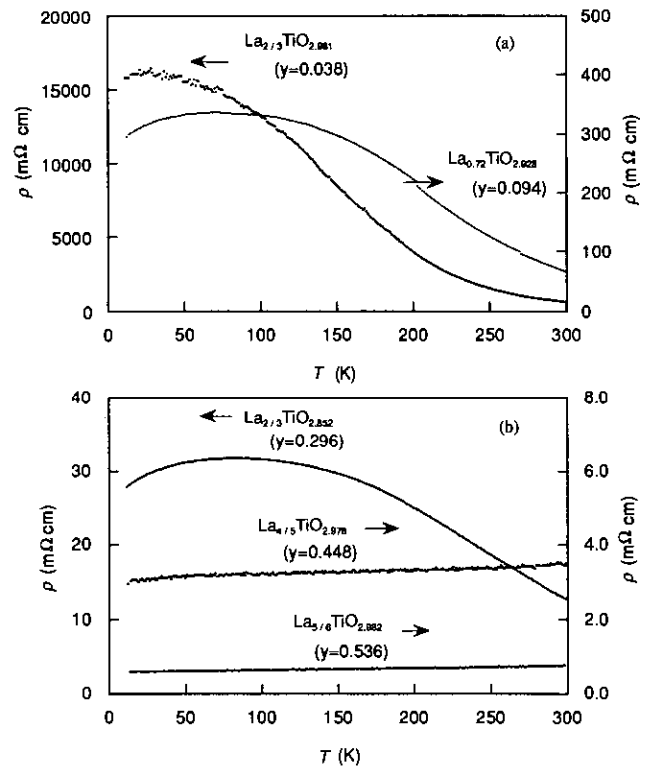 20000
15000
10000
5000
0
ρ (mΩ cm)
La2/3TiO2.981
(y=0.038)
(a)
La0.72TiO2.928
(y=0.094)
500
400
300
200
100
0
ρ (m Ω cm)
0 50 100 150 200 250 300
T (K)
40
30
20
10
0
ρ (mΩ cm)
La2/3TiO2.852
(y=0.296)
(b)
La4/5TiO2.976
(y=0.448)
La5/6TiO2.982
(y=0.536)
8.0
6.0
4.0
2.0
0.0
ρ (mΩ cm)
0 50 100 150 200 250 300
T (K)